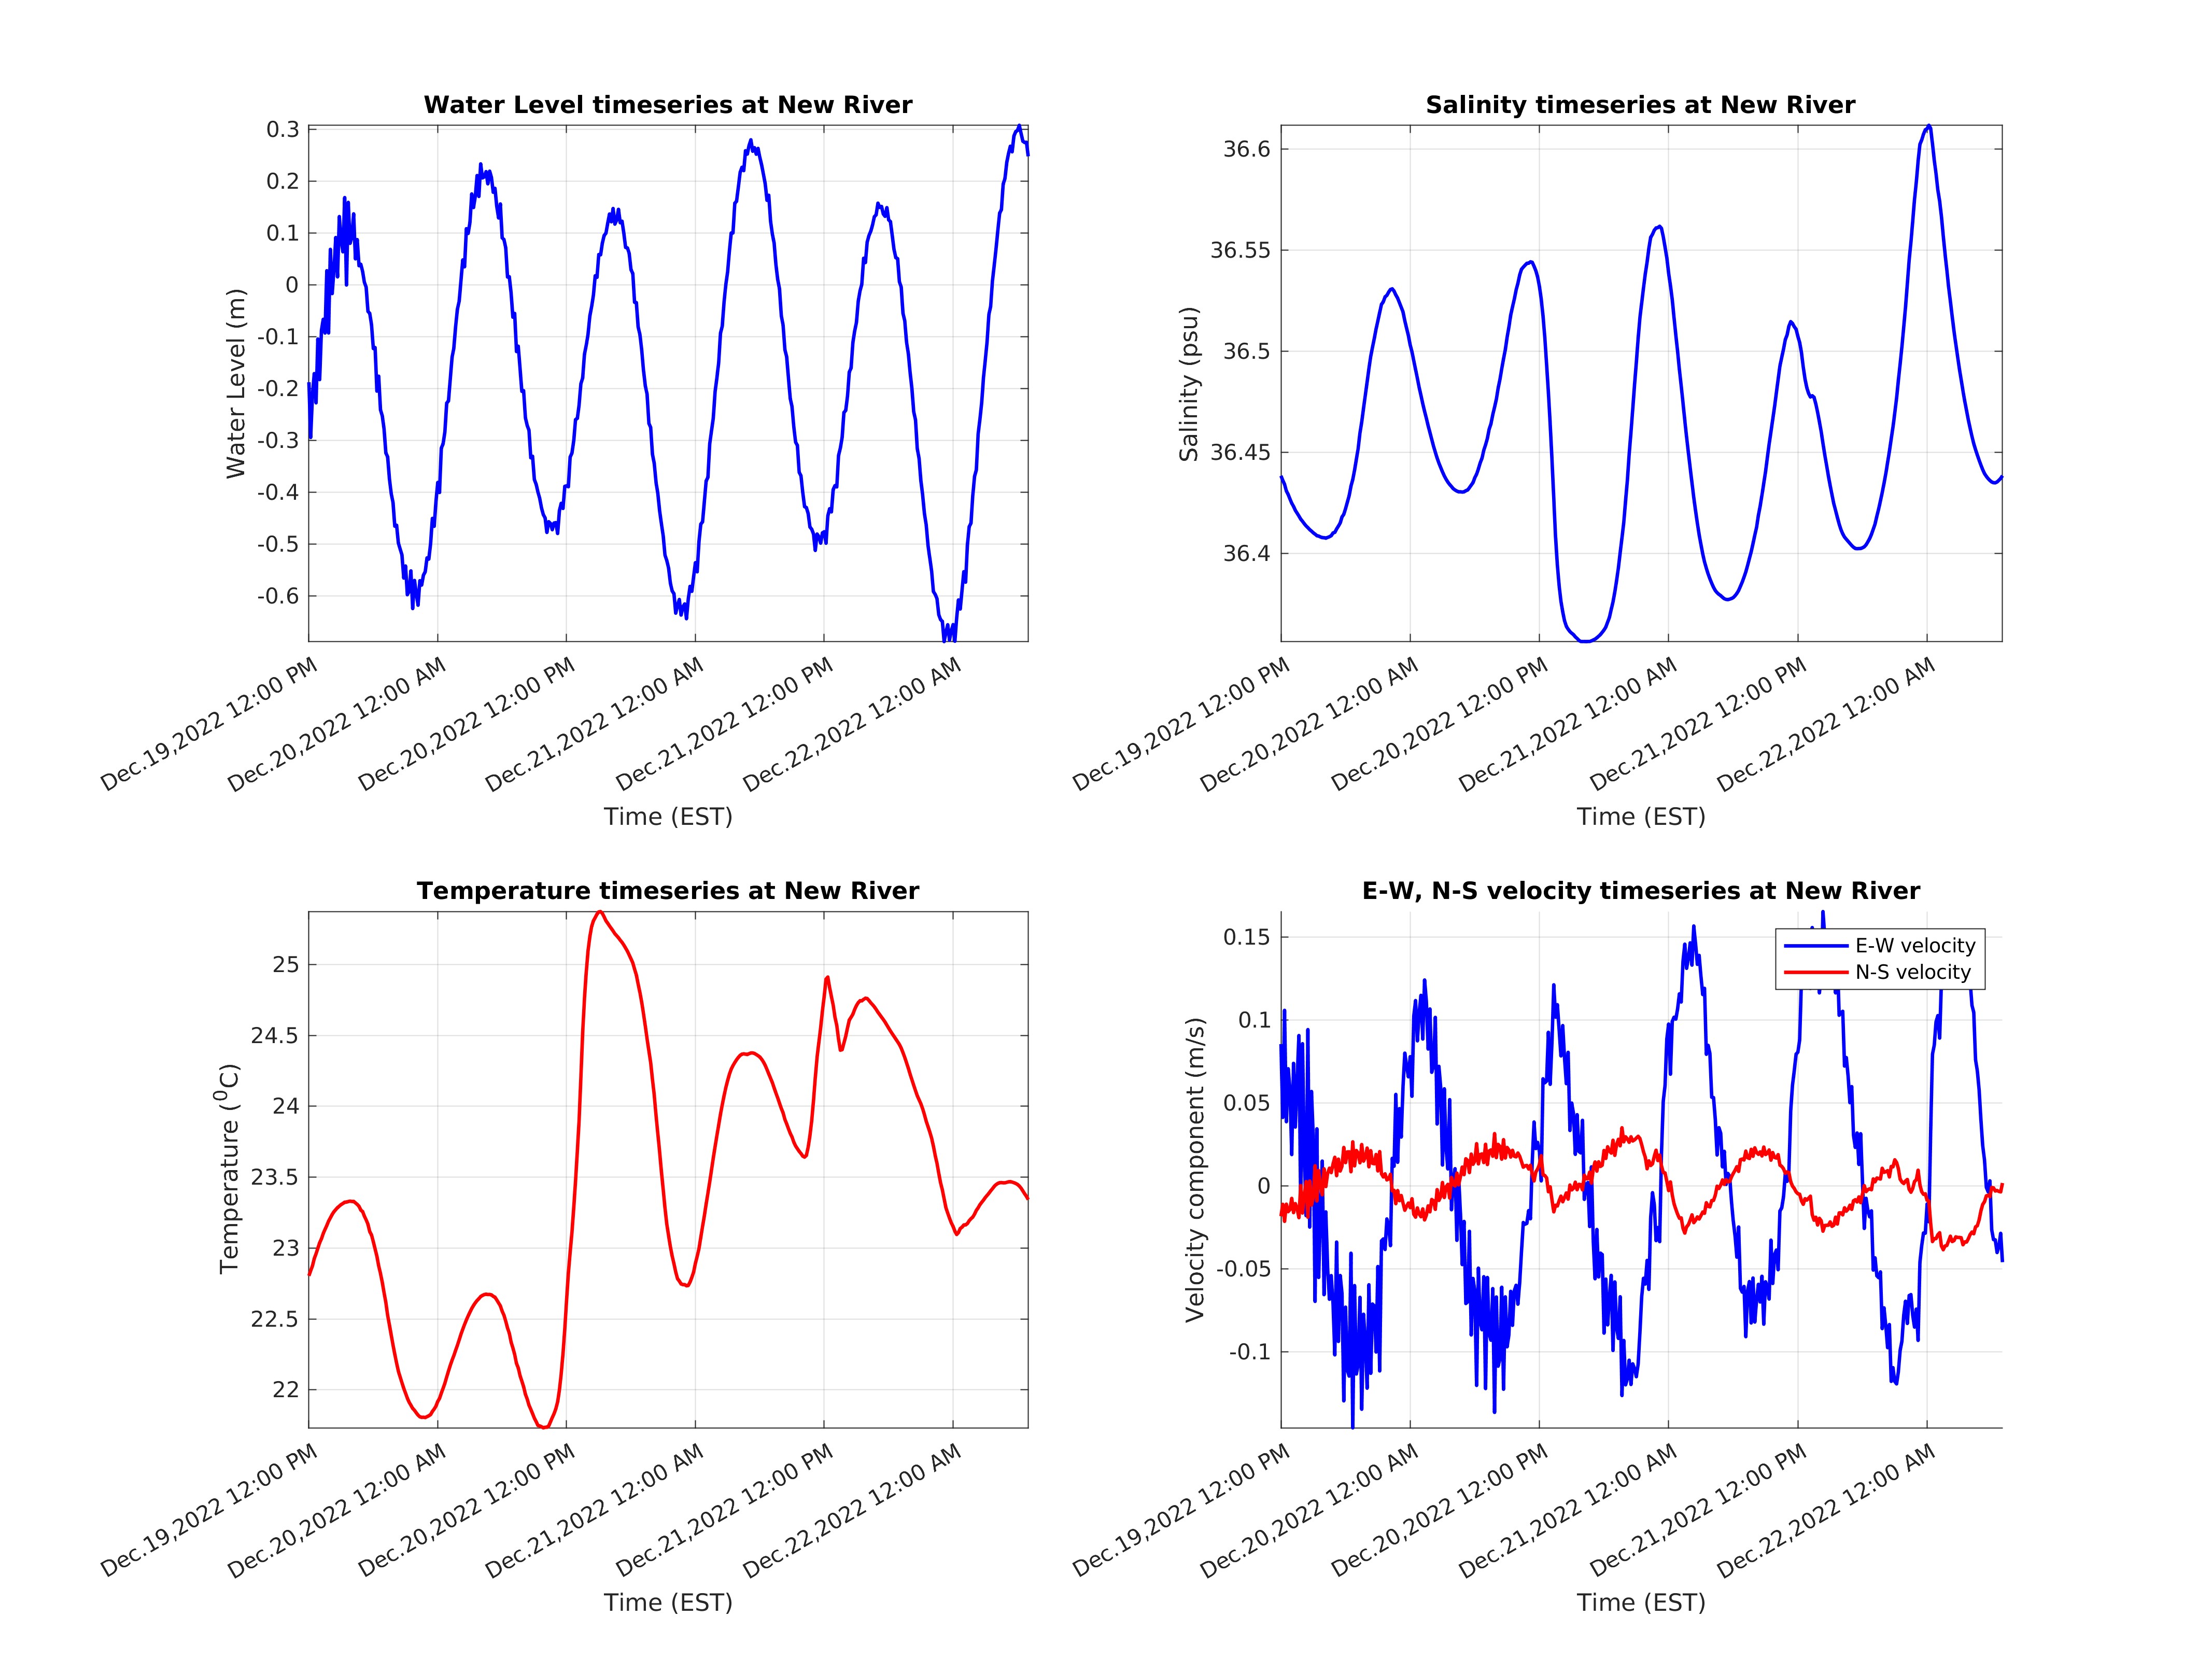 Water Level timeseries at New River
Water Level (m)
0.3
0.2
0.1
0
-0.1
-0.2
-0.3
-0.4
-0.5
-0.6
Dec.19,2022 12:00 PM
Dec.20,2022 12:00 AM
Dec.20,2022 12:00 PM
Dec.21,2022 12:00 AM
Dec.21,2022 12:00 PM
Dec.22,2022 12:00 AM
Time (EST)
Salinity timeseries at New River
Salinity (psu)
36.6
36.55
36.5
36.45
36.4
Dec.19,2022 12:00 PM
Dec.20,2022 12:00 AM
Dec.20,2022 12:00 PM
Dec.21,2022 12:00 AM
Dec.21,2022 12:00 PM
Dec.22,2022 12:00 AM
Time (EST)
Temperature timeseries at New River
Temperature (⁰C)
25
24.5
24
23.5
23
22.5
22
Dec.19,2022 12:00 PM
Dec.20,2022 12:00 AM
Dec.20,2022 12:00 PM
Dec.21,2022 12:00 AM
Dec.21,2022 12:00 PM
Dec.22,2022 12:00 AM
Time (EST)
E-W, N-S velocity timeseries at New River
Velocity component (m/s)
0.15
0.1
0.05
0
-0.05
-0.1
E-W velocity
N-S velocity
Dec.19,2022 12:00 PM
Dec.20,2022 12:00 AM
Dec.20,2022 12:00 PM
Dec.21,2022 12:00 AM
Dec.21,2022 12:00 PM
Dec.22,2022 12:00 AM
Time (EST)